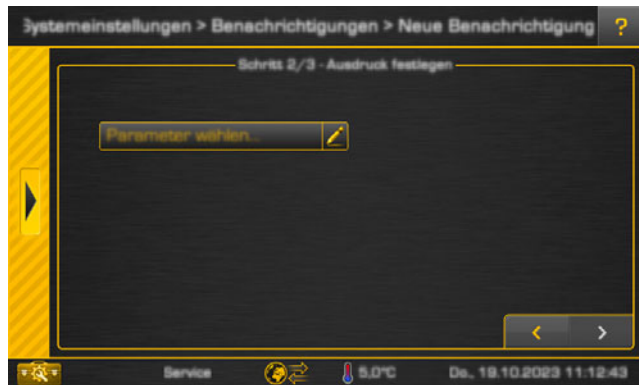 Systemeinstellungen > Benachrichtigungen > Neue Benachrichtigung ?
Schritt 2/3 - Ausdruck festlegen
Parameter wählen...
< >
Service 5,0°C Do., 19.10.2023 11:12:43